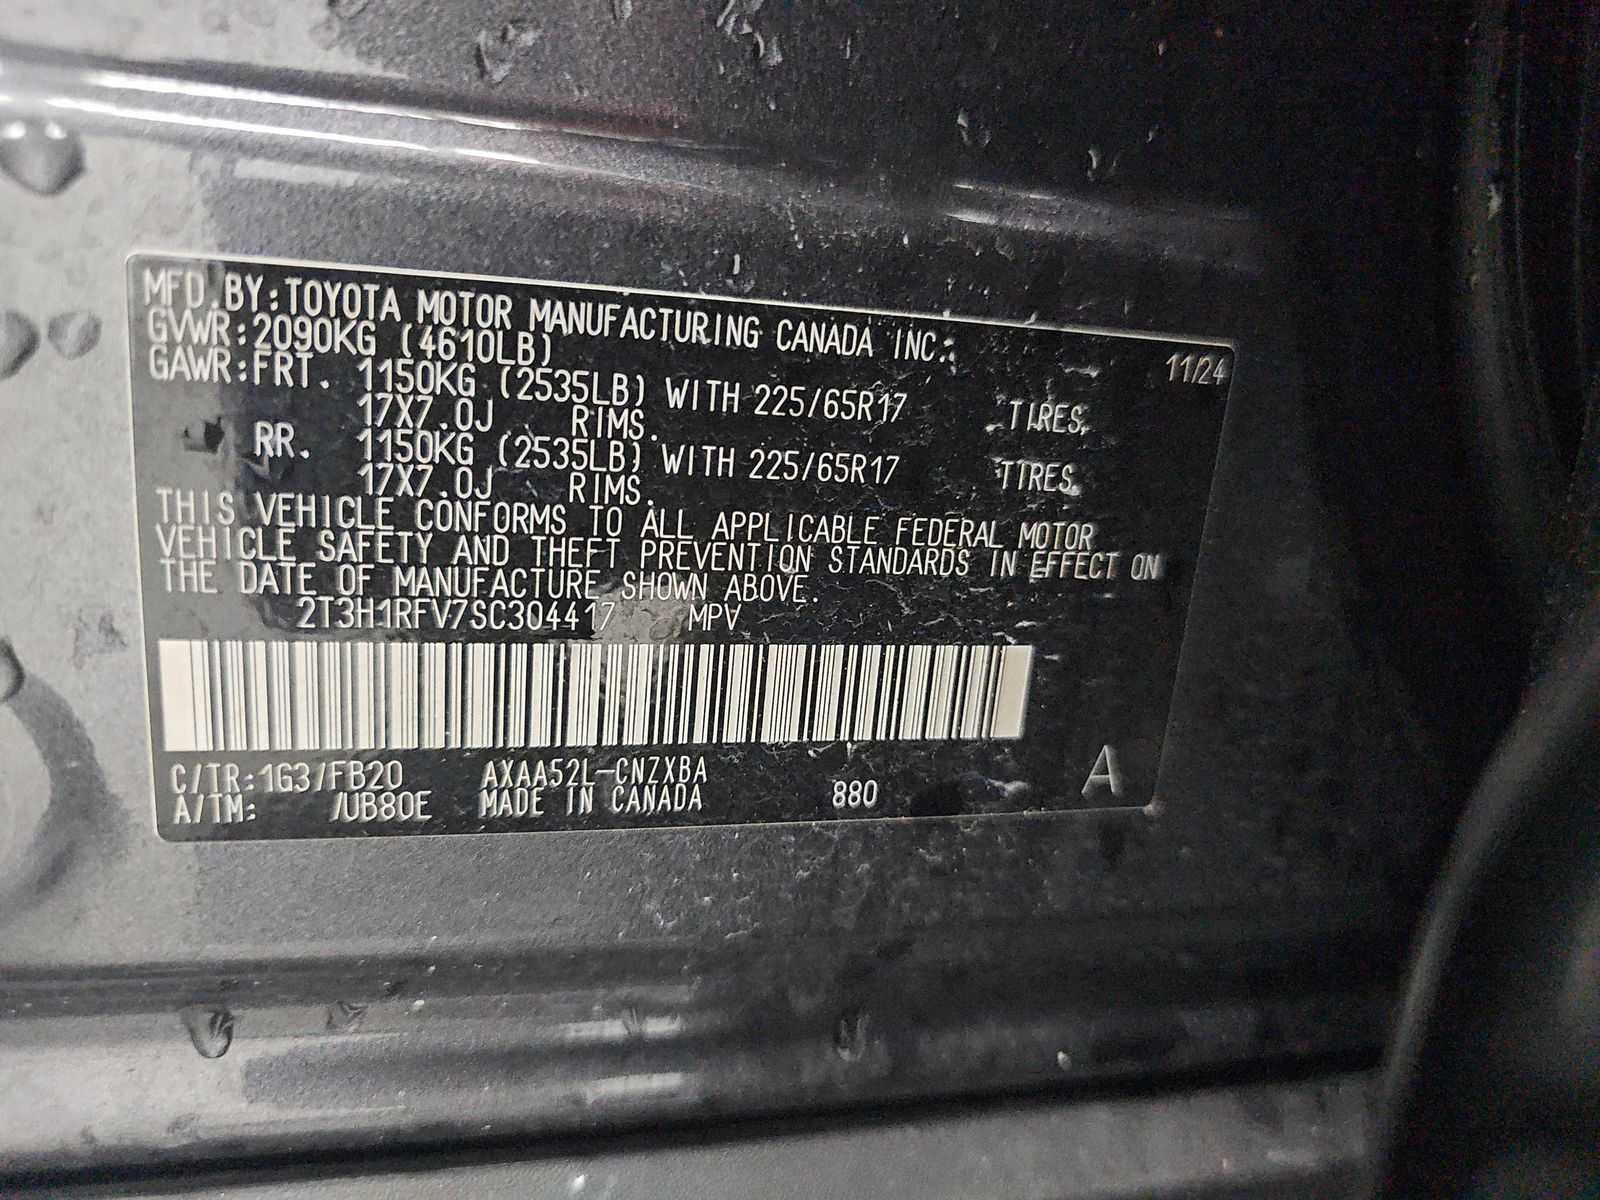 MFD.BY:TOYOTA MOTOR MANUFACTURING CANADA INC. 11/24
GVWR:2090KG (4610LB)
GAWR:FRT. 1150KG (2535LB) WITH 225/65R17 TIRES,
17X7.0J RIMS.
RR. 1150KG (2535LB) WITH 225/65R17 TIRES,
17X7.0J RIMS.
THIS VEHICLE CONFORMS TO ALL APPLICABLE FEDERAL MOTOR
VEHICLE SAFETY AND THEFT PREVENTION STANDARDS IN EFFECT ON
THE DATE OF MANUFACTURE SHOWN ABOVE.
2T3H1RFV7SC304417 MPV
C/TR:1G3/FB20 AXAA52L-CNZXBA
A/TM: /UB80E MADE IN CANADA 880 A